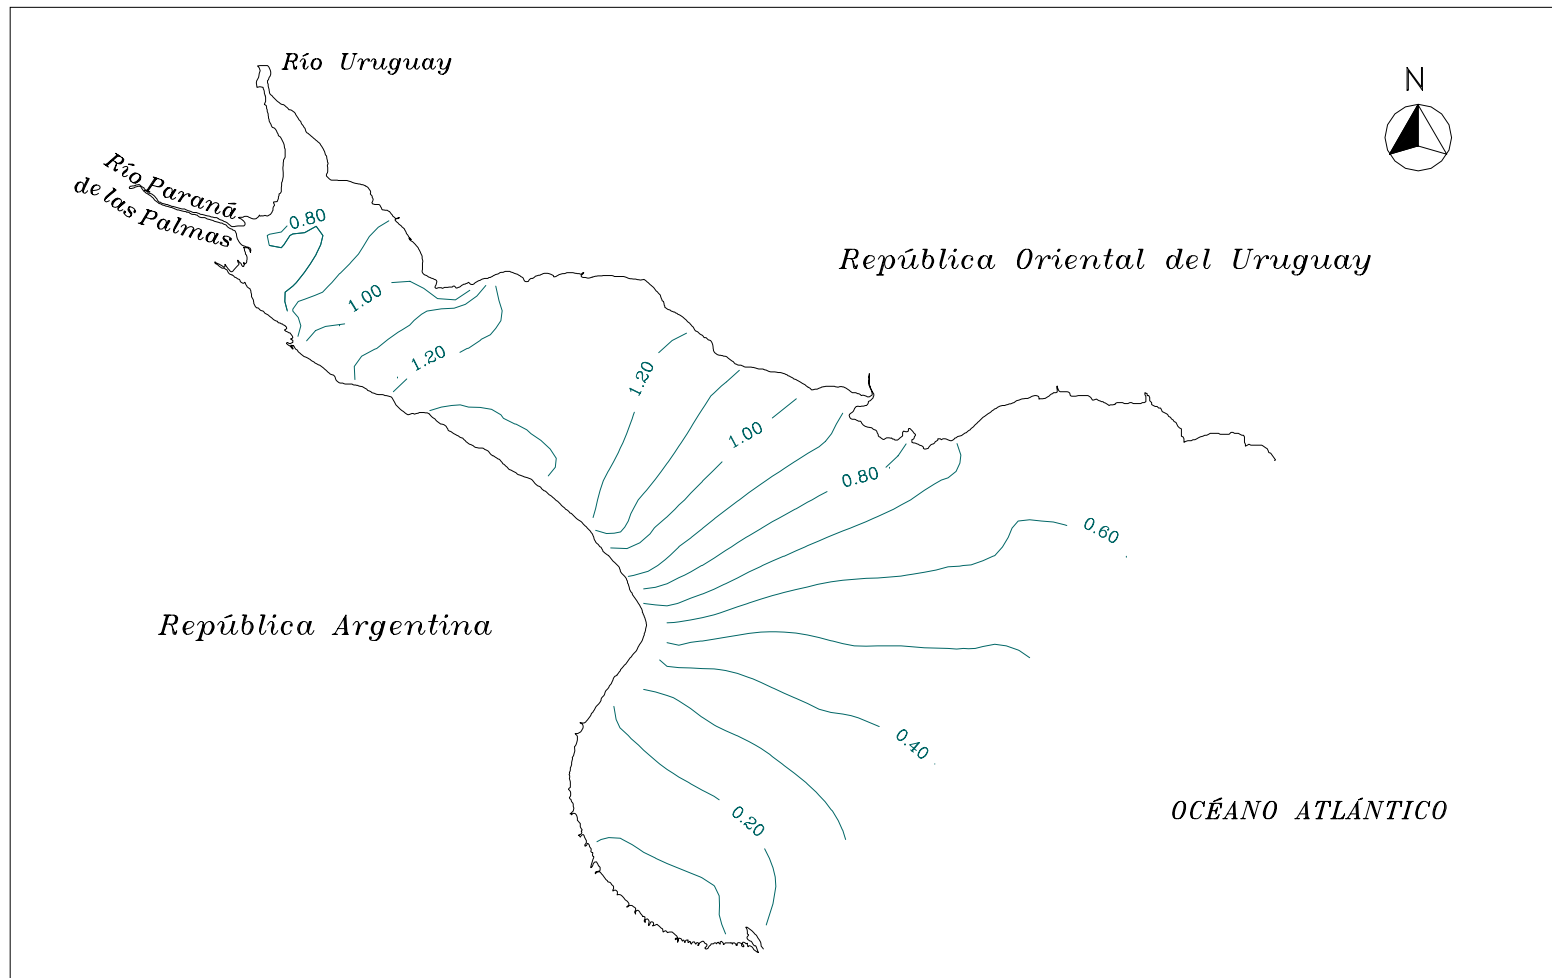 Río Uruguay
N
Río Paraná
de las Palmas
0.80
República Oriental del Uruguay
1.00
1.20
1.20
1.00
0.80
0.60
República Argentina
0.40
0.20
OCÉANO ATLÁNTICO